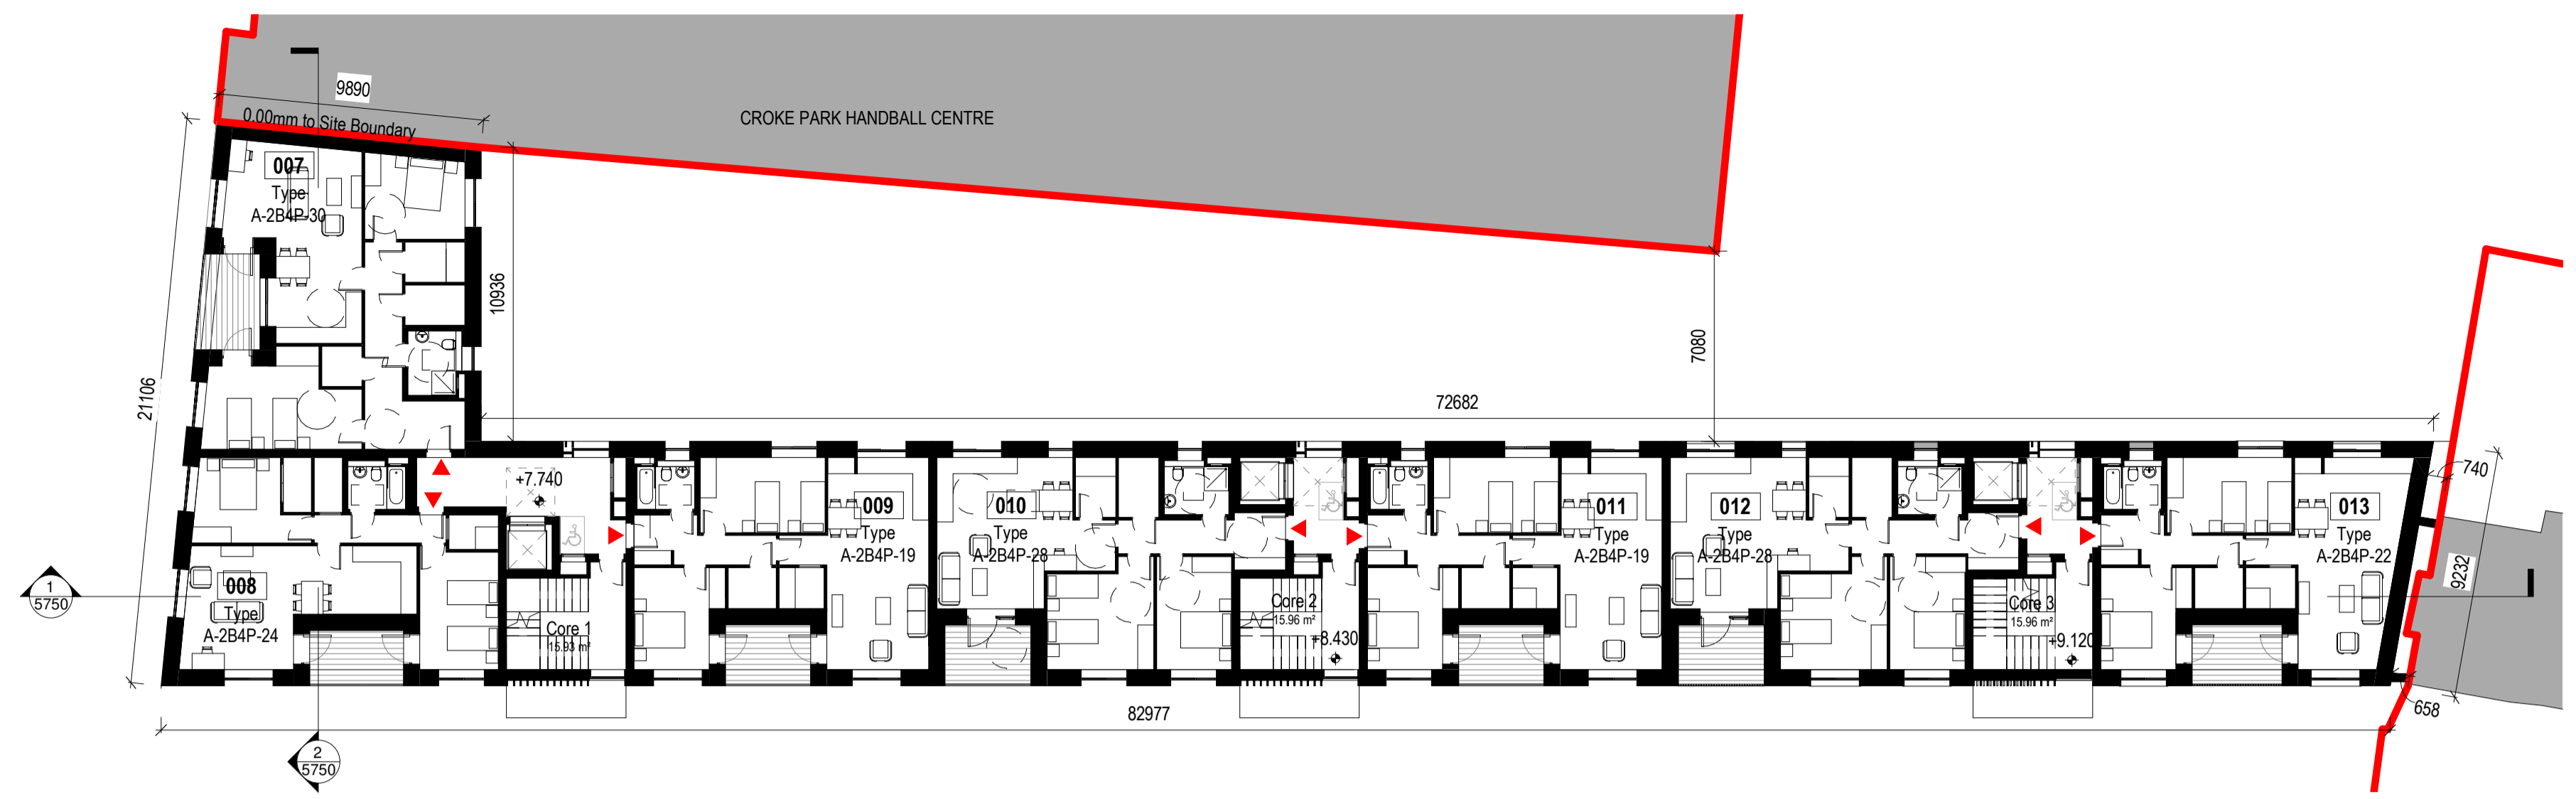 9890
0.00mm to Site Boundary
CROKE PARK HANDBALL CENTRE
007
Type
A-2B4P-30
10936
7080
21106
72682
+7.740
740
009
Type
A-2B4P-19
010
Type
A-2B4P-28
011
Type
A-2B4P-19
012
Type
A-2B4P-28
013
Type
A-2B4P-22
9232
1
5750
008
Type
A-2B4P-24
Core 1
15.93 m²
Core 2
15.96 m²
+8.430
Core 3
15.96 m²
+9.120
82977
658
2
5750